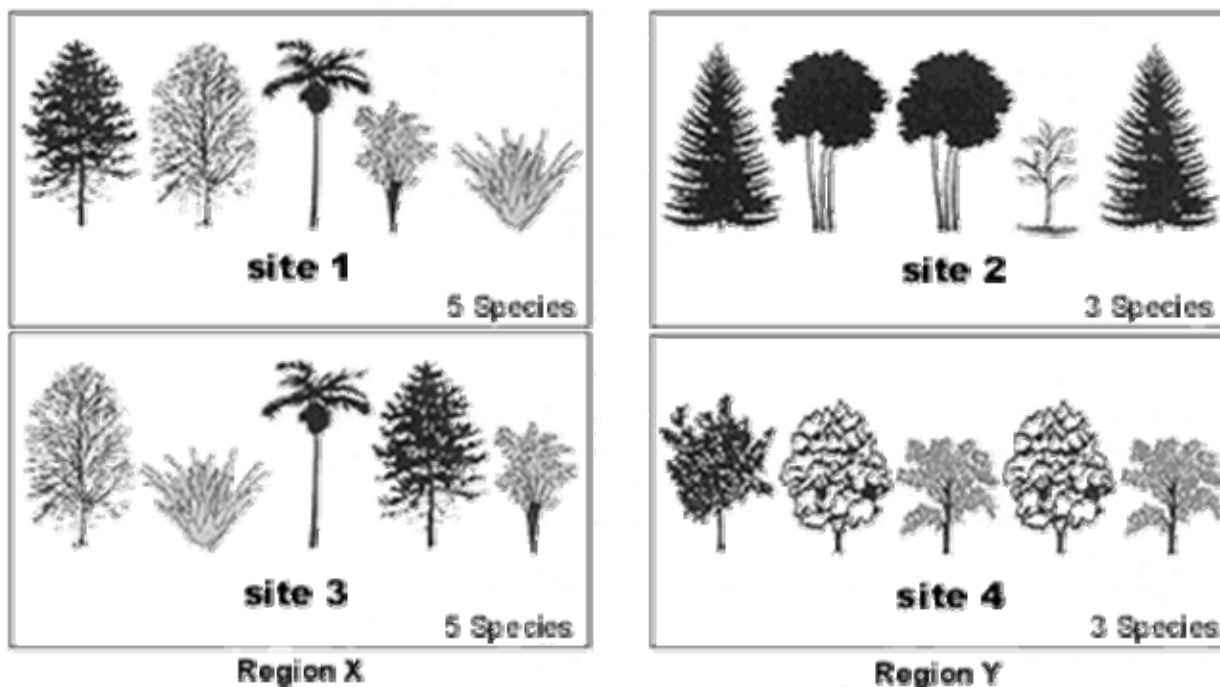 site 1
5 Species
site 2
3 Species
site 3
5 Species
site 4
3 Species
Region X
Region Y